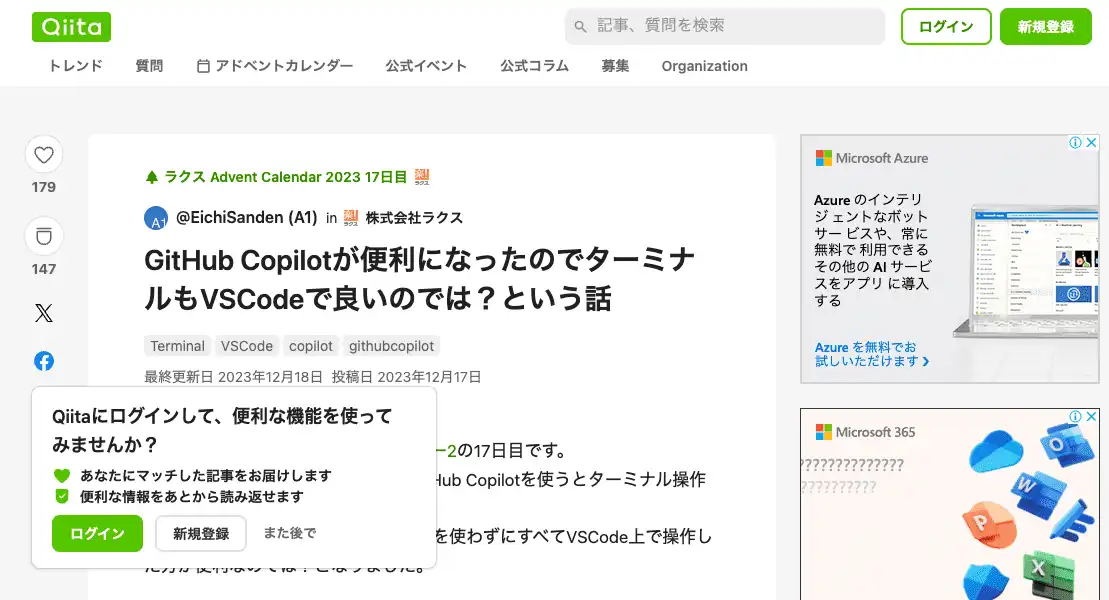 Qiita
記事、質問を検索
ログイン
新規登録
トレンド
質問
アドベントカレンダー
公式イベント
公式コラム
募集
Organization
179
147
ラクス Advent Calendar 2023 17日目
@EichiSanden (A1) in 株式会社ラクス
GitHub Copilotが便利になったのでターミナ
ルもVSCodeで良いのでは？という話
Terminal
VSCode
copilot
githubcopilot
最終更新日 2023年12月18日 投稿日 2023年12月17日
ー2の17日目です。
Hub Copilotを使うとターミナル操作
を使わずにすべてVSCode上で操作し
た方が便利なのでは？となりました。
Qiitaにログインして、便利な機能を使って
みませんか？
あなたにマッチした記事をお届けします
便利な情報をあとから読み返せます
ログイン
新規登録
また後で
Microsoft Azure
Azure のインテリ
ジェントなボット
サー ビスや、常に
無料で 利用できる
その他の AI サービ
スをアプリ に導入
する
Azure を無料でお
試しいただけます
Microsoft 365
?????????????
??????????